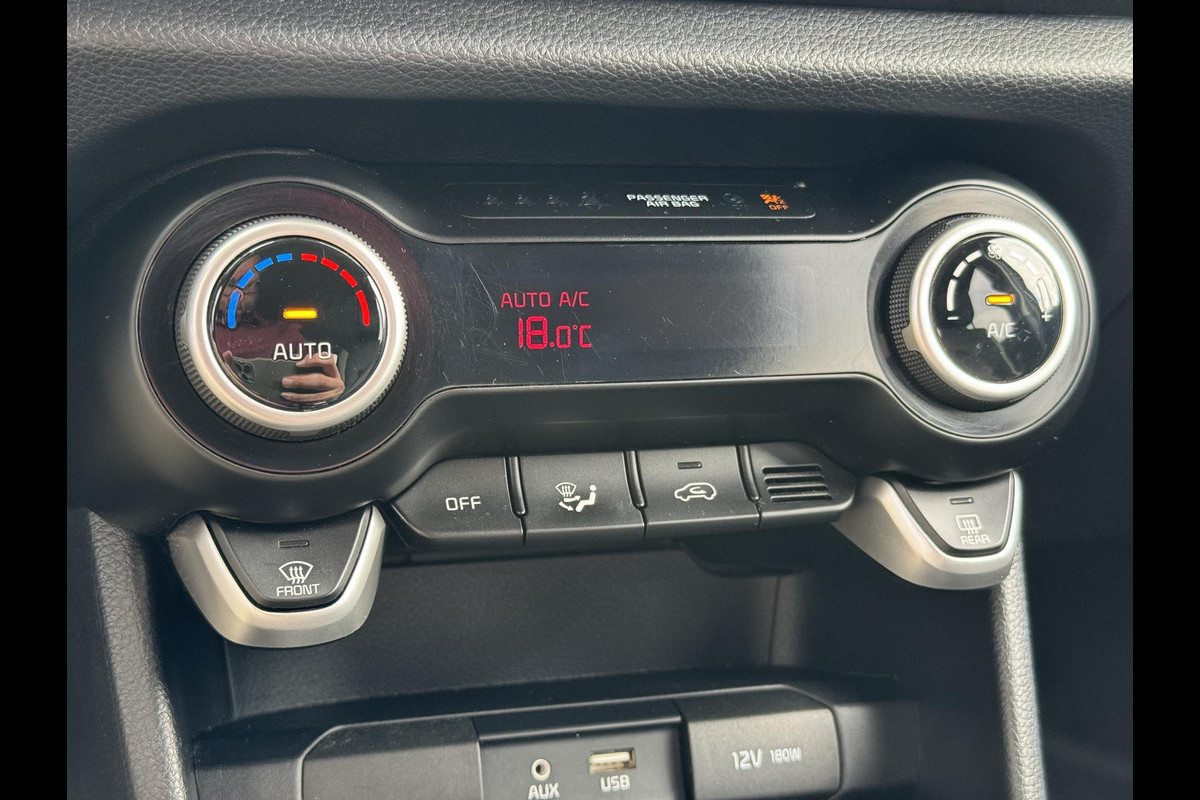 PASSENGER
AIR BAG
OFF
AUTO A/C
18.0°C
AUTO
A/C
OFF
FRONT
REAR
AUX
USB
12V 180W